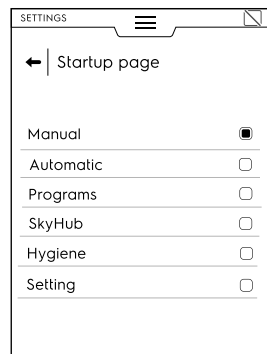 SETTINGS
Startup page
Manual
Automatic
Programs
SkyHub
Hygiene
Setting